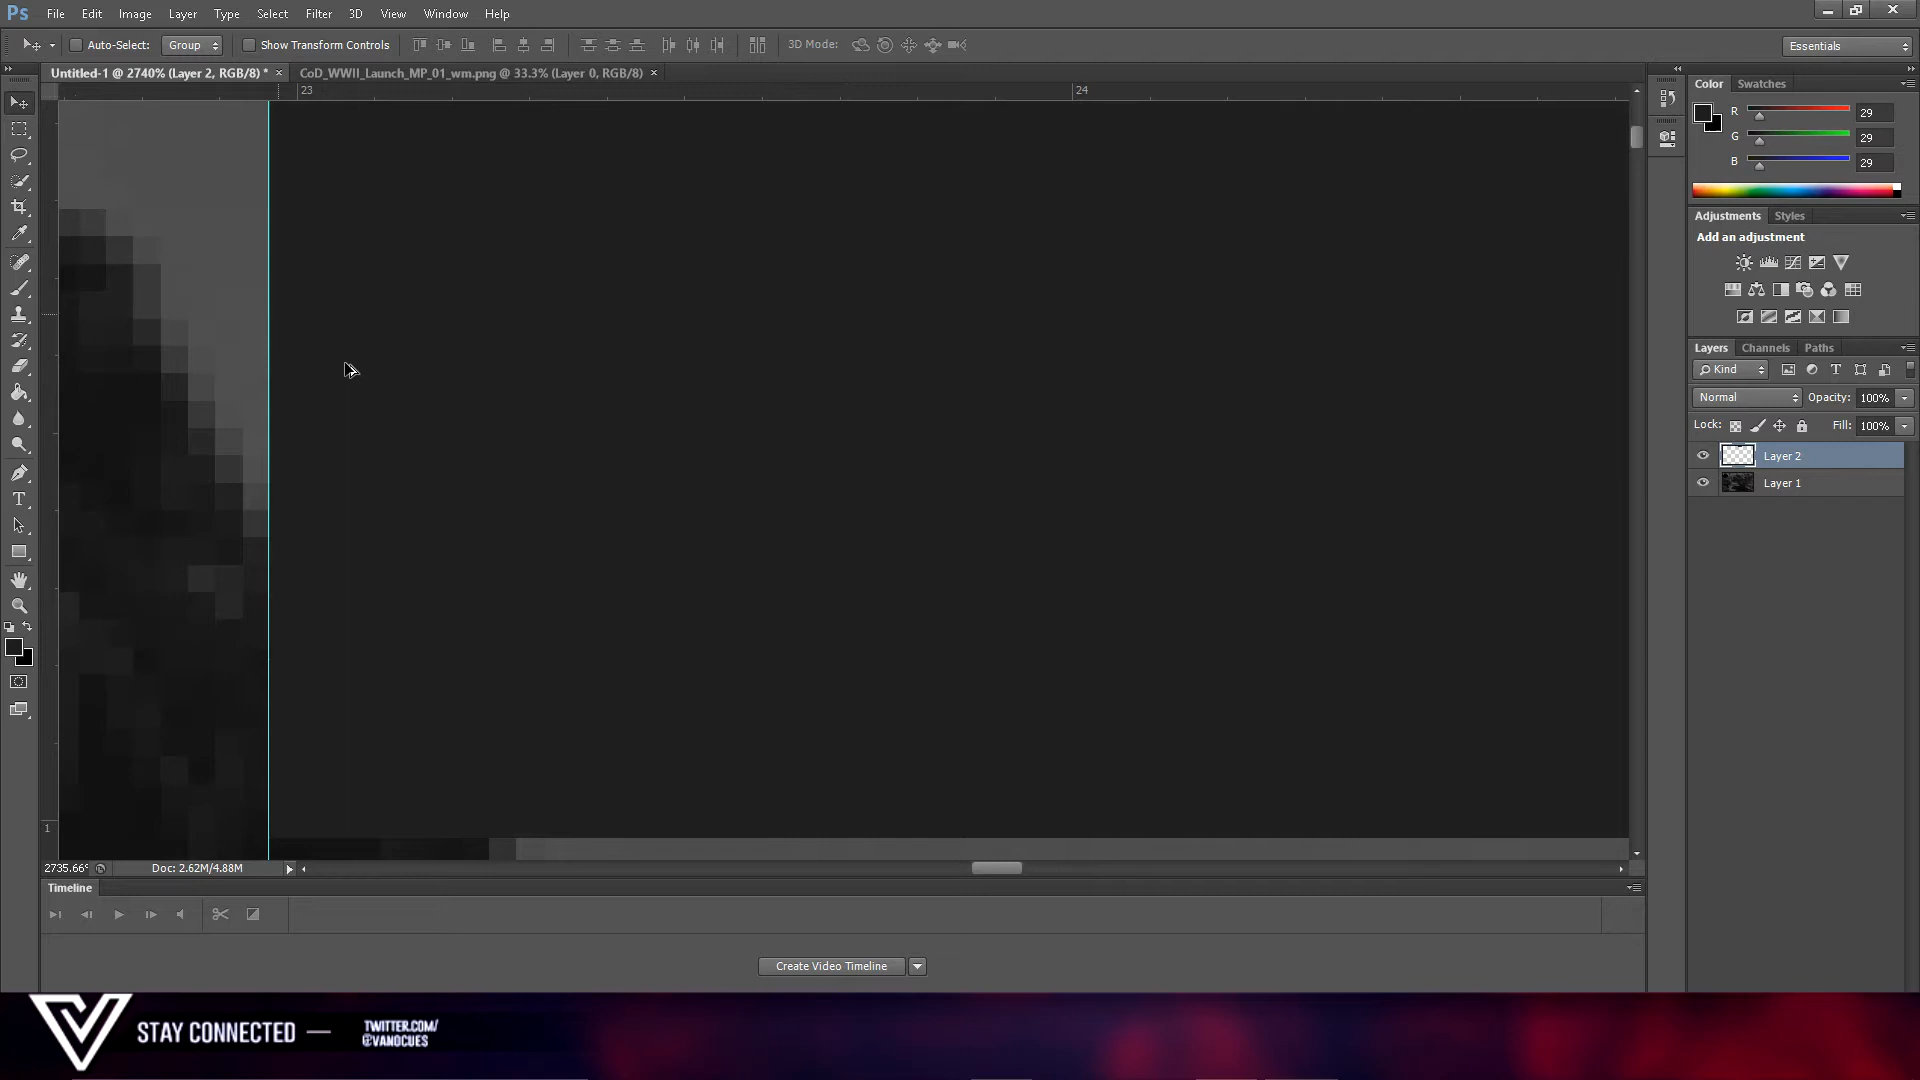 Ps File Edit Image Layer Type Select Filter 3D View Window Help
Auto-Select: Group Show Transform Controls 3D Mode: Essentials
Untitled-1 @ 2740% (Layer 2, RGB/8) * × CoD_WWII_Launch_MP_01_wm.png @ 33.3% (Layer 0, RGB/8) ×
23 24
Color Swatches
R 29
G 29
B 29
Adjustments Styles
Add an adjustment
Layers Channels Paths
Kind
Normal Opacity: 100%
Lock: Fill: 100%
Layer 2
Layer 1
1
2735.66% Doc: 2.62M/4.88M
Timeline
Create Video Timeline
STAY CONNECTED —
TWITTER.COM/
@VANOCUES